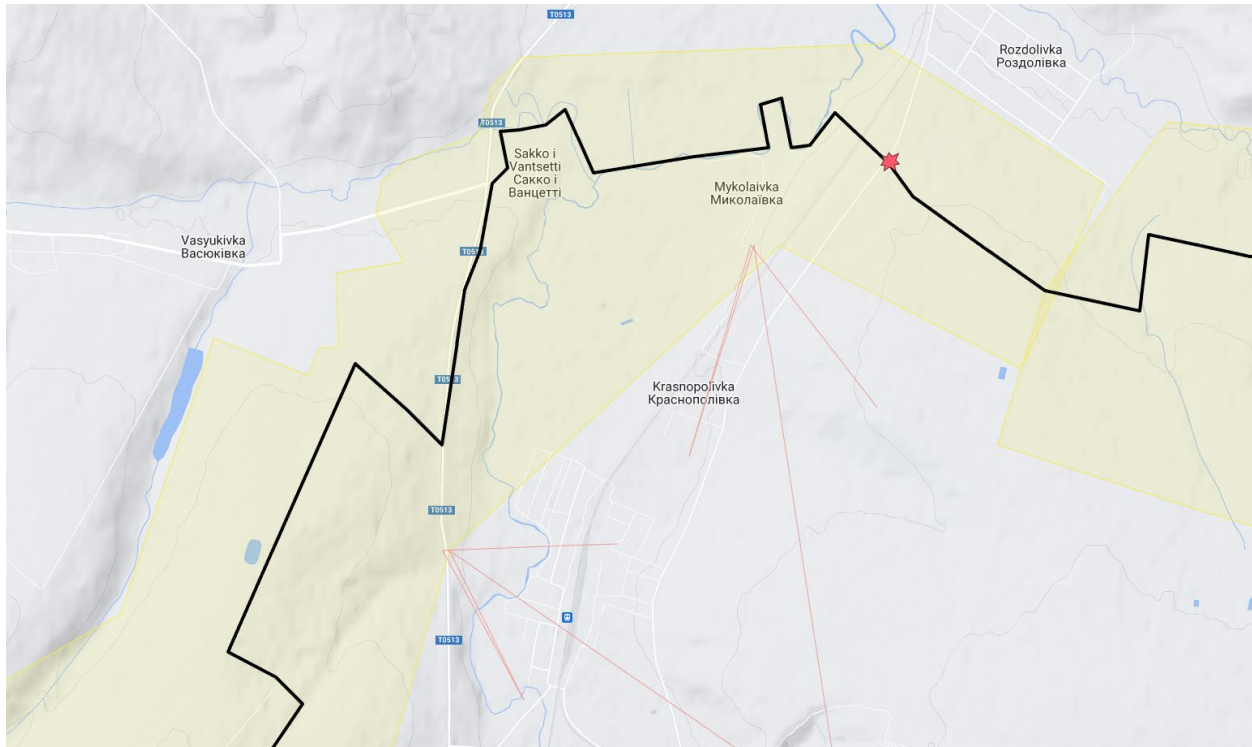 T0513
Rozdolivka
Роздолівка
T0513
Sakko i
Vantsetti
Сакко і
Ванцетті
Mykolaivka
Миколаївка
Vasyukivka
Васюківка
T0513
T0513
Krasnopolivka
Краснополівка
T0513
T0513